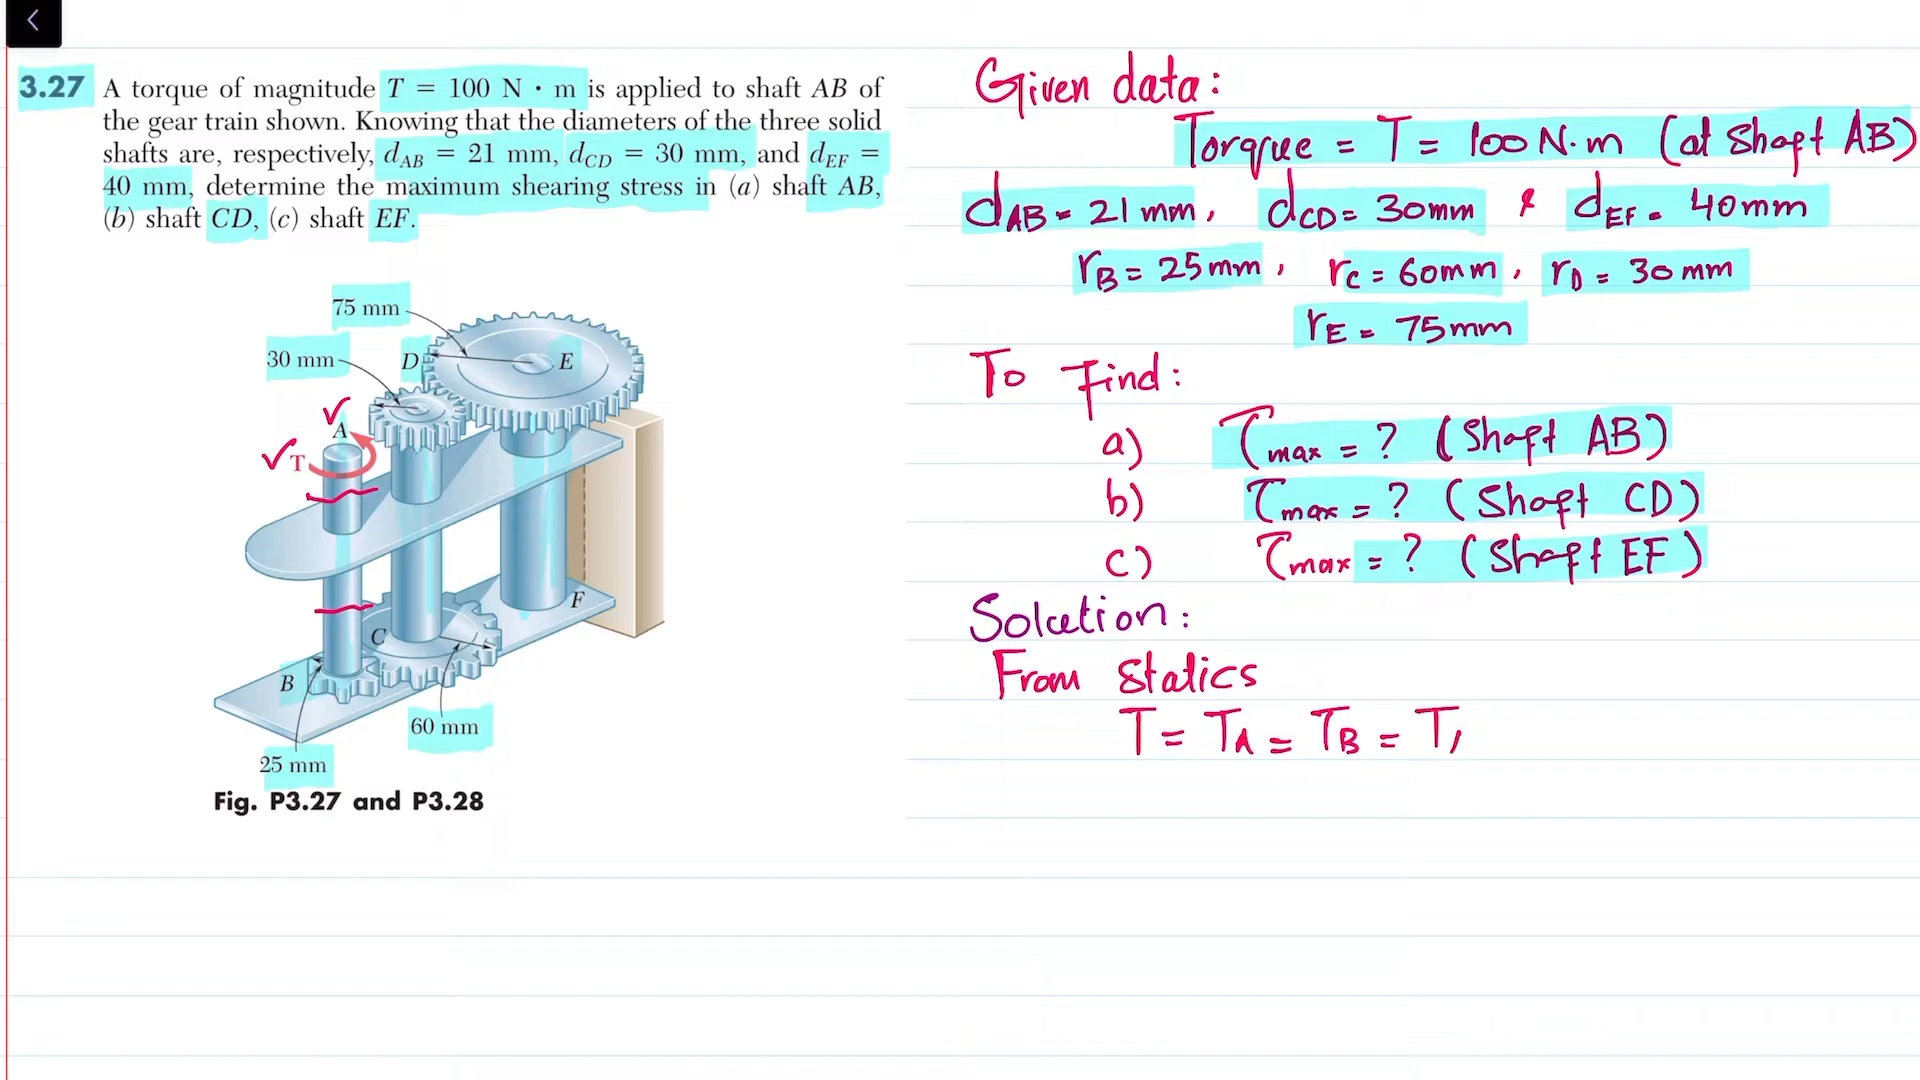 3.27 A torque of magnitude T = 100 N · m is applied to shaft AB of
the gear train shown. Knowing that the diameters of the three solid
shafts are, respectively, dAB = 21 mm, dCD = 30 mm, and dEF =
40 mm, determine the maximum shearing stress in (a) shaft AB,
(b) shaft CD, (c) shaft EF.
75 mm
30 mm
D
E
A
T
F
C
B
60 mm
25 mm
Fig. P3.27 and P3.28
Given data:
Torque = T = 100 N·m (at Shaft AB)
dAB = 21 mm, dCD = 30mm & dEF = 40mm
rB = 25mm, rC = 60mm, rD = 30mm
rE = 75mm
To Find:
a) τmax = ? (Shaft AB)
b) τmax = ? (Shaft CD)
c) τmax = ? (Shaft EF)
Solution:
From Statics
T = TA = TB = T